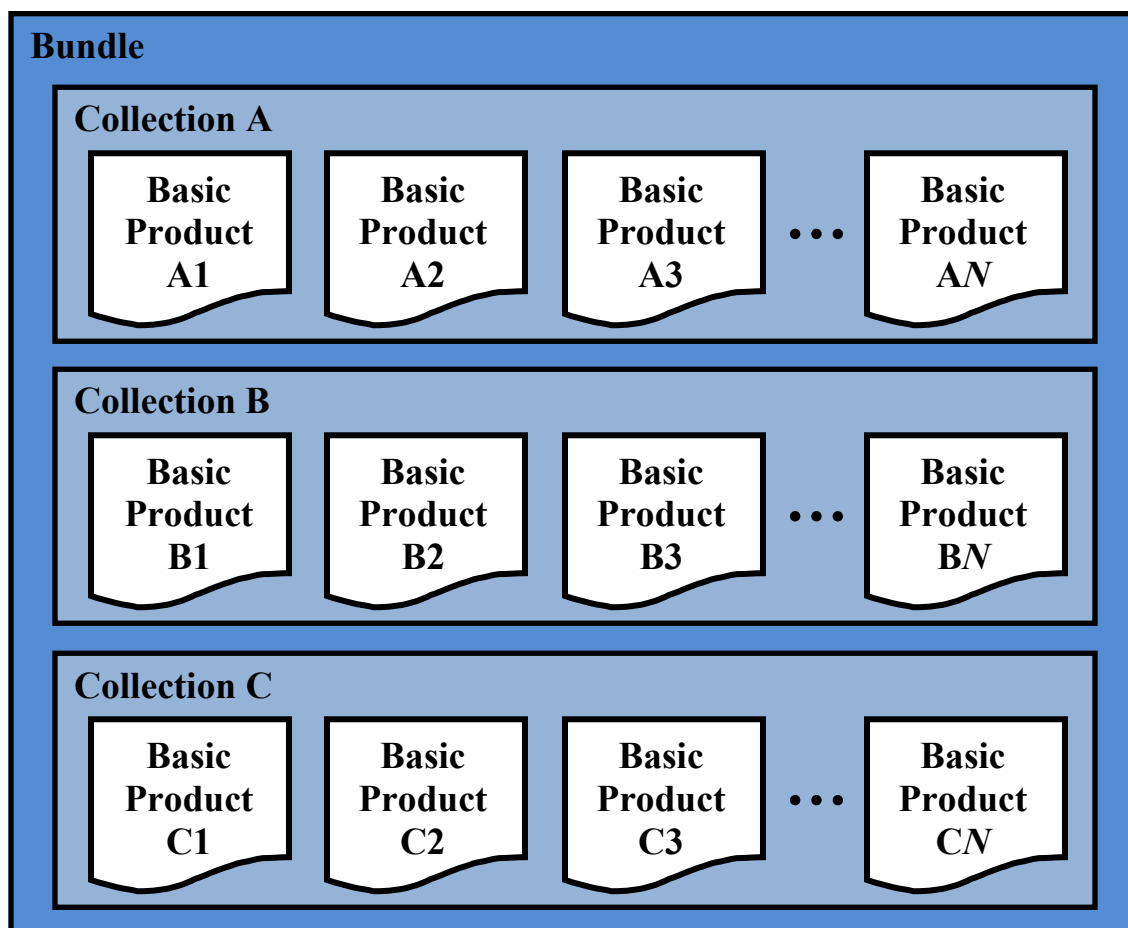 Bundle
Collection A
Basic
Product
A1
Basic
Product
A2
Basic
Product
A3
...
Basic
Product
AN
Collection B
Basic
Product
B1
Basic
Product
B2
Basic
Product
B3
...
Basic
Product
BN
Collection C
Basic
Product
C1
Basic
Product
C2
Basic
Product
C3
...
Basic
Product
CN